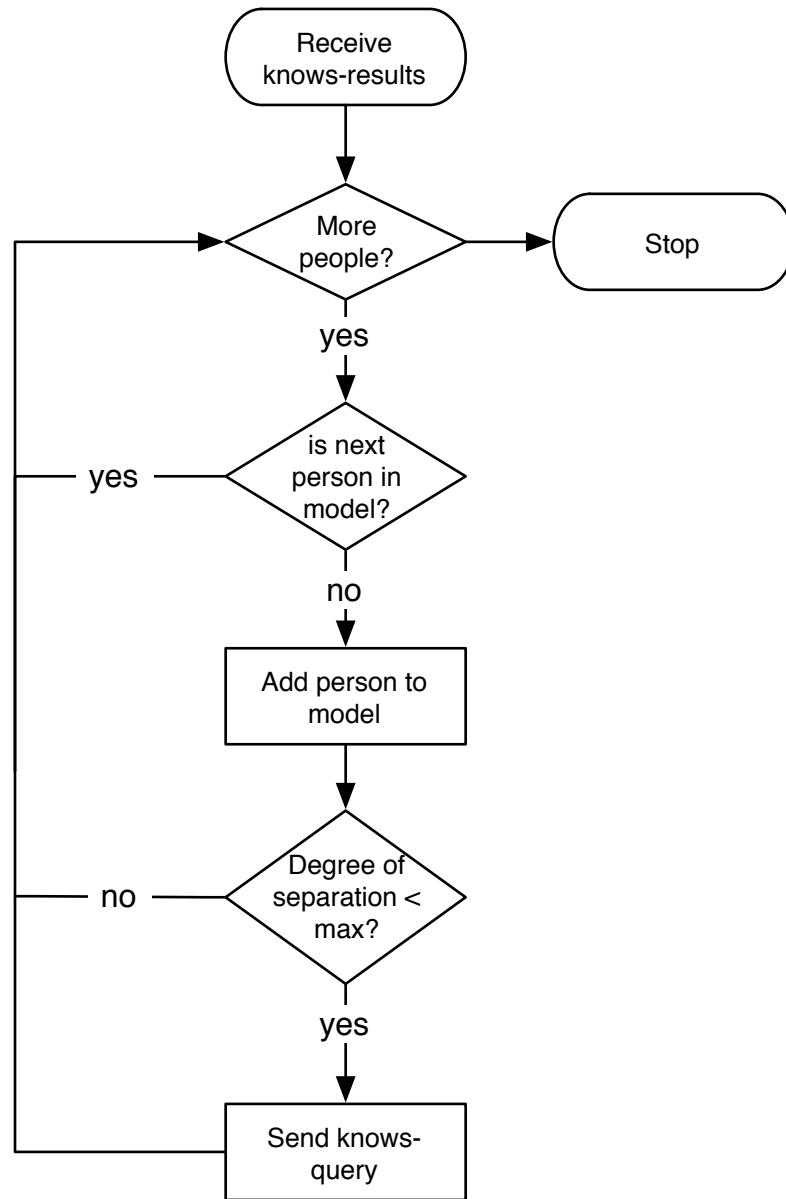 Receive
knows-results
More
people?
Stop
yes
is next
person in
model?
yes
no
Add person to
model
Degree of
separation <
max?
no
yes
Send knows-
query